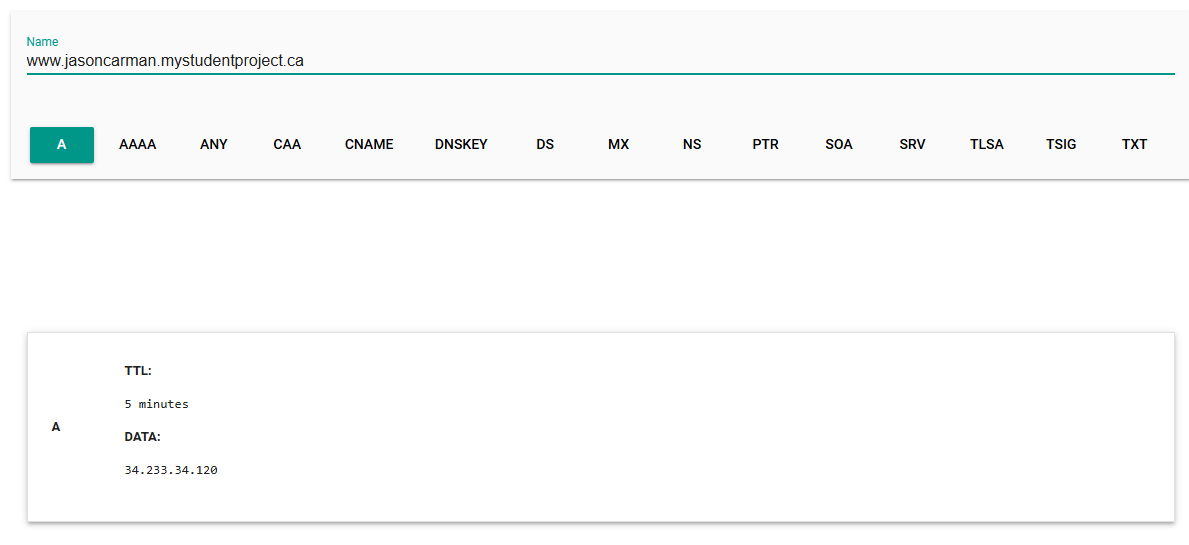 Name
www.jasoncarman.mystudentproject.ca
A AAAA ANY CAA CNAME DNSKEY DS MX NS PTR SOA SRV TLSA TSIG TXT
TTL:
5 minutes
A
DATA:
34.233.34.120